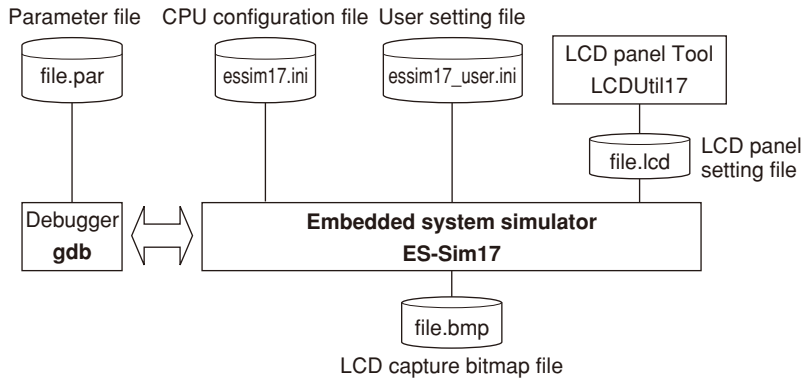 Parameter file
CPU configuration file
User setting file
file.par
essim17.ini
essim17_user.ini
LCD panel Tool
LCDUtil17
file.lcd
LCD panel
setting file
Debugger
gdb
Embedded system simulator
ES-Sim17
file.bmp
LCD capture bitmap file